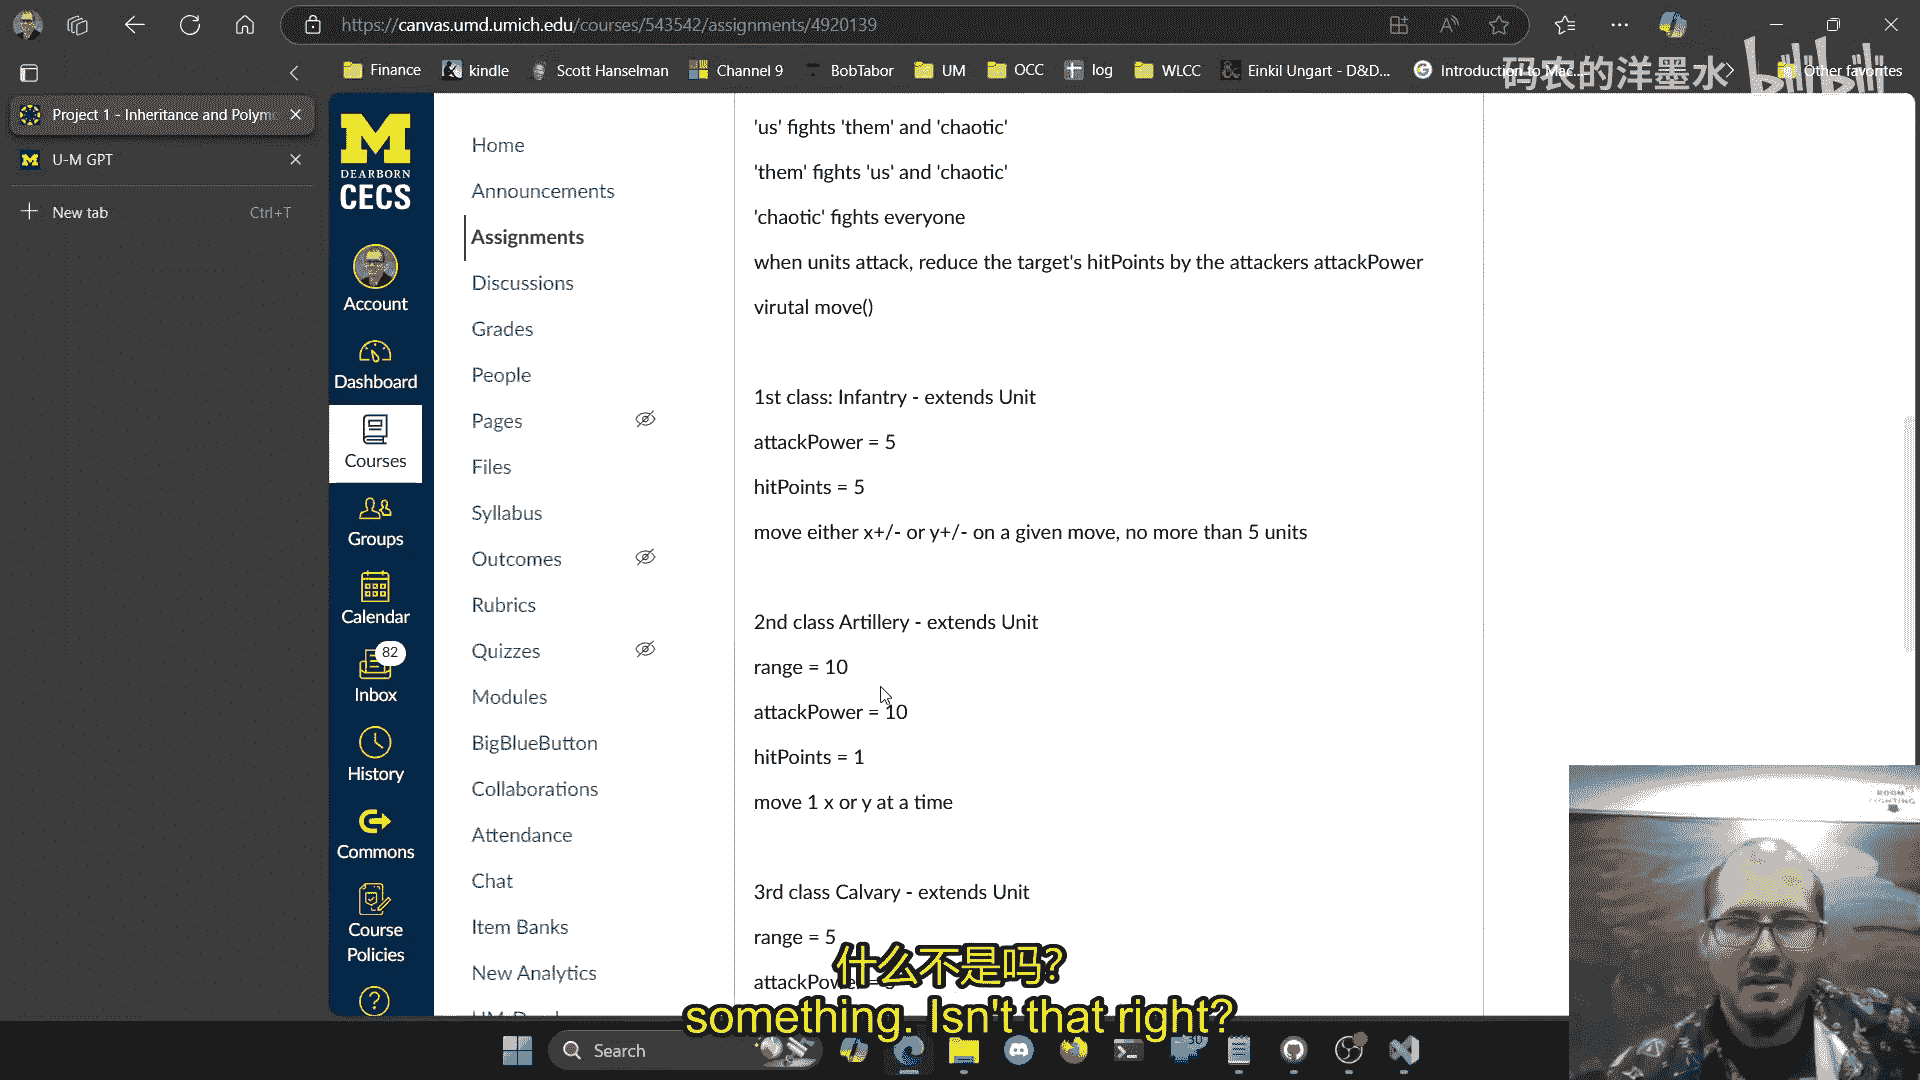 https://canvas.umd.umich.edu/courses/543542/assignments/4920139
Finance
kindle
Scott Hanselman
Channel 9
BobTabor
UM
OCC
log
WLCC
Einkil Ungart - D&D...
Introduction to Mac...
Other favorites
码农的洋墨水
bilibili
Project 1 - Inheritance and Polym
U-M GPT
New tab
Ctrl+T
M
DEARBORN
CECS
Account
Dashboard
Courses
Groups
Calendar
82
Inbox
History
Commons
Course
Policies
Home
Announcements
Assignments
Discussions
Grades
People
Pages
Files
Syllabus
Outcomes
Rubrics
Quizzes
Modules
BigBlueButton
Collaborations
Attendance
Chat
Item Banks
New Analytics
'us' fights 'them' and 'chaotic'
'them' fights 'us' and 'chaotic'
'chaotic' fights everyone
when units attack, reduce the target's hitPoints by the attackers attackPower
virutal move()
1st class: Infantry - extends Unit
attackPower = 5
hitPoints = 5
move either x+/- or y+/- on a given move, no more than 5 units
2nd class Artillery - extends Unit
range = 10
attackPower = 10
hitPoints = 1
move 1 x or y at a time
3rd class Calvary - extends Unit
range = 5
什么不是吗?
something. Isn't that right?
Search